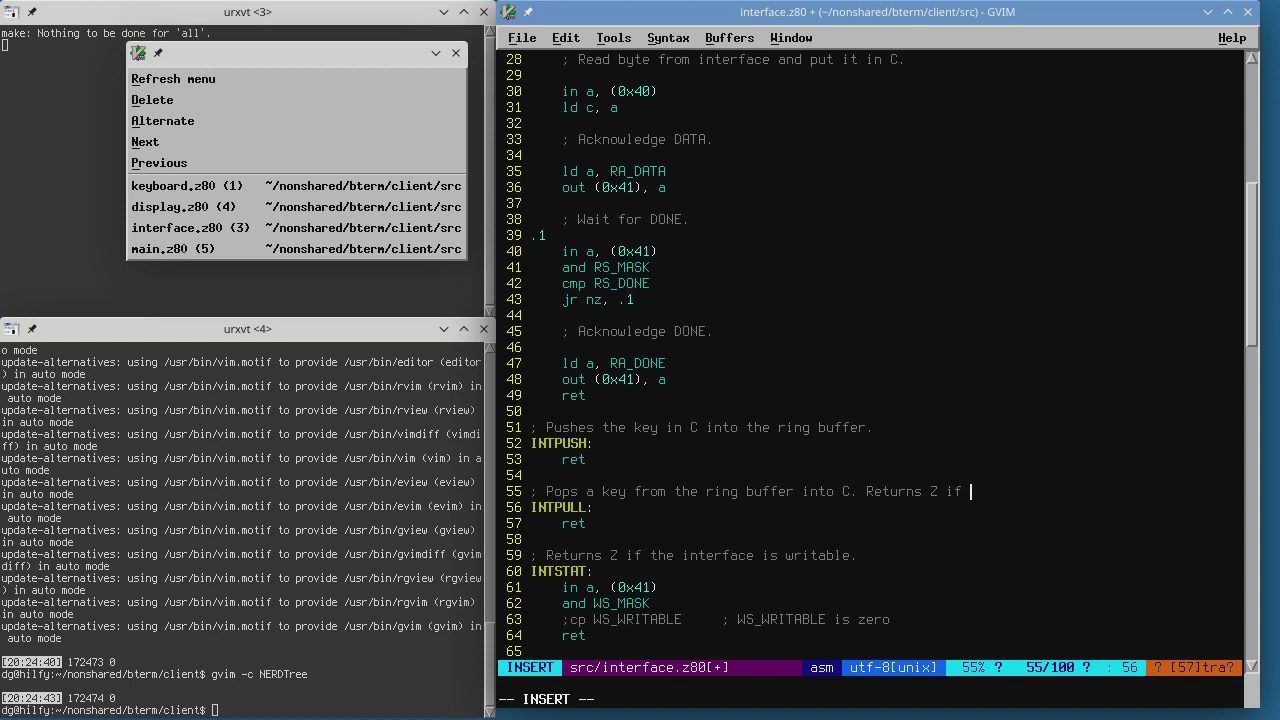 urxvt <3>
make: Nothing to be done for 'all'.
Refresh menu
Delete
Alternate
Next
Previous
keyboard.z80 (1) ~/nonshared/bterm/client/src
display.z80 (4) ~/nonshared/bterm/client/src
interface.z80 (3) ~/nonshared/bterm/client/src
main.z80 (5) ~/nonshared/bterm/client/src
urxvt <4>
o mode
update-alternatives: using /usr/bin/vim.motif to provide /usr/bin/editor (editor
) in auto mode
update-alternatives: using /usr/bin/vim.motif to provide /usr/bin/rvim (rvim) in
auto mode
update-alternatives: using /usr/bin/vim.motif to provide /usr/bin/rview (rview)
in auto mode
update-alternatives: using /usr/bin/vim.motif to provide /usr/bin/vimdiff (vimdi
ff) in auto mode
update-alternatives: using /usr/bin/vim.motif to provide /usr/bin/vim (vim) in a
uto mode
update-alternatives: using /usr/bin/vim.motif to provide /usr/bin/eview (eview)
in auto mode
update-alternatives: using /usr/bin/vim.motif to provide /usr/bin/evim (evim) in
auto mode
update-alternatives: using /usr/bin/vim.motif to provide /usr/bin/gview (gview)
in auto mode
update-alternatives: using /usr/bin/vim.motif to provide /usr/bin/gvimdiff (gvim
diff) in auto mode
update-alternatives: using /usr/bin/vim.motif to provide /usr/bin/rgview (rgview
) in auto mode
update-alternatives: using /usr/bin/vim.motif to provide /usr/bin/rgvim (rgvim)
in auto mode
update-alternatives: using /usr/bin/vim.motif to provide /usr/bin/gvim (gvim) in
auto mode
[20:24:40] 172473 0
dg@hilfy:~/nonshared/bterm/client$ gvim -c NERDTree
[20:24:43] 172474 0
dg@hilfy:~/nonshared/bterm/client$
interface.z80 + (~/nonshared/bterm/client/src) - GVIM
File Edit Tools Syntax Buffers Window Help
28 ; Read byte from interface and put it in C.
29
30 in a, (0x40)
31 ld c, a
32
33 ; Acknowledge DATA.
34
35 ld a, RA_DATA
36 out (0x41), a
37
38 ; Wait for DONE.
39 .1
40 in a, (0x41)
41 and RS_MASK
42 cmp RS_DONE
43 jr nz, .1
44
45 ; Acknowledge DONE.
46
47 ld a, RA_DONE
48 out (0x41), a
49 ret
50
51 ; Pushes the key in C into the ring buffer.
52 INTPUSH:
53 ret
54
55 ; Pops a key from the ring buffer into C. Returns Z if
56 INTPULL:
57 ret
58
59 ; Returns Z if the interface is writable.
60 INTSTAT:
61 in a, (0x41)
62 and WS_MASK
63 ;cp WS_WRITABLE ; WS_WRITABLE is zero
64 ret
65
INSERT src/interface.z80[+] asm utf-8[unix] 55% ? 55/100 ? : 56 ? [57]tra?
-- INSERT --